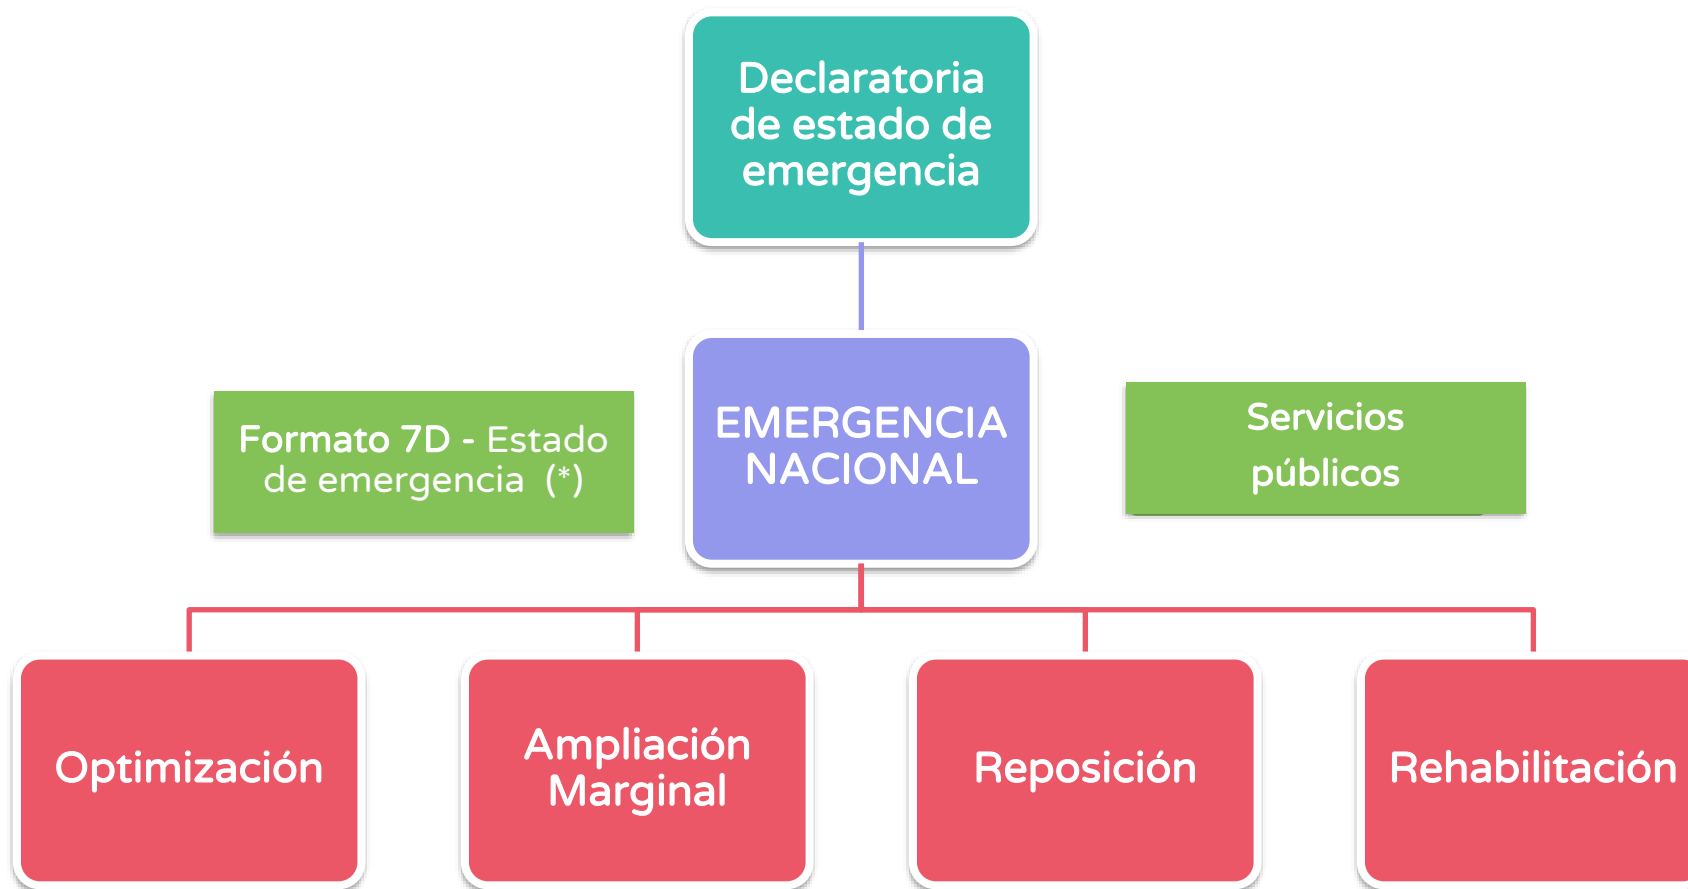 Declaratoria
de estado de
emergencia
EMERGENCIA
NACIONAL
Formato 7D - Estado
de emergencia (*)
Servicios
públicos
Optimización
Ampliación
Marginal
Reposición
Rehabilitación